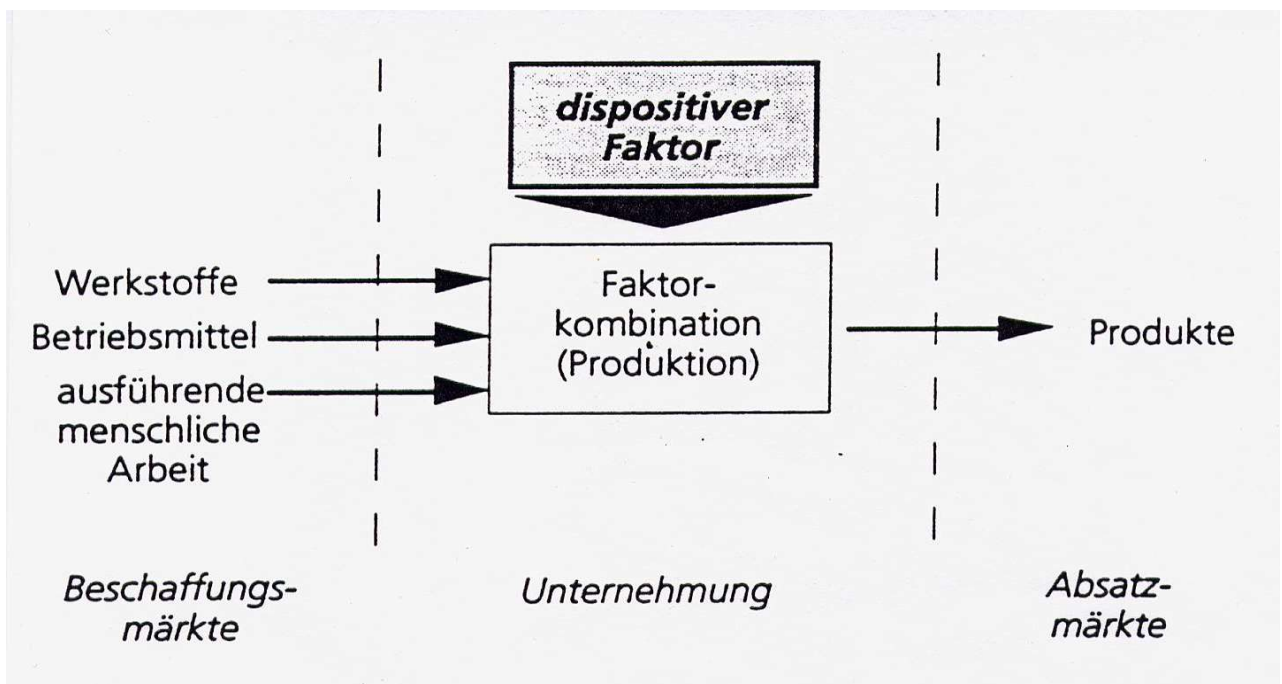 dispositiver
Faktor
Werkstoffe
Betriebsmittel
ausführende
menschliche
Arbeit
Faktor-
kombination
(Produktion)
Produkte
Beschaffungs-
märkte
Unternehmung
Absatz-
märkte